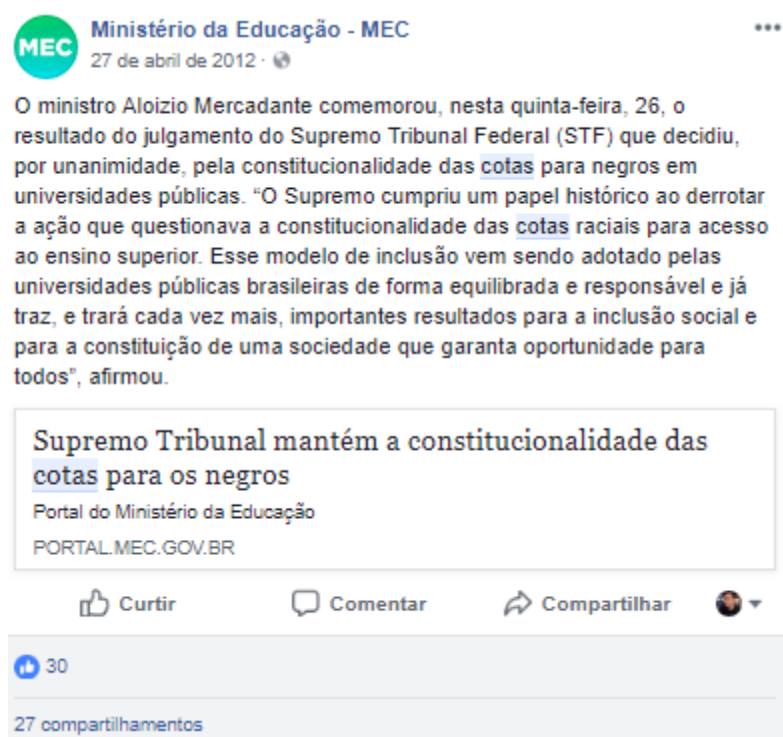 MEC
Ministério da Educação - MEC
27 de abril de 2012 ·
O ministro Aloizio Mercadante comemorou, nesta quinta-feira, 26, o
resultado do julgamento do Supremo Tribunal Federal (STF) que decidiu,
por unanimidade, pela constitucionalidade das cotas para negros em
universidades públicas. “O Supremo cumpriu um papel histórico ao derrotar
a ação que questionava a constitucionalidade das cotas raciais para acesso
ao ensino superior. Esse modelo de inclusão vem sendo adotado pelas
universidades públicas brasileiras de forma equilibrada e responsável e já
traz, e trará cada vez mais, importantes resultados para a inclusão social e
para a constituição de uma sociedade que garanta oportunidade para
todos”, afirmou.
Supremo Tribunal mantém a constitucionalidade das
cotas para os negros
Portal do Ministério da Educação
PORTAL.MEC.GOV.BR
Curtir Comentar Compartilhar
30
27 compartilhamentos